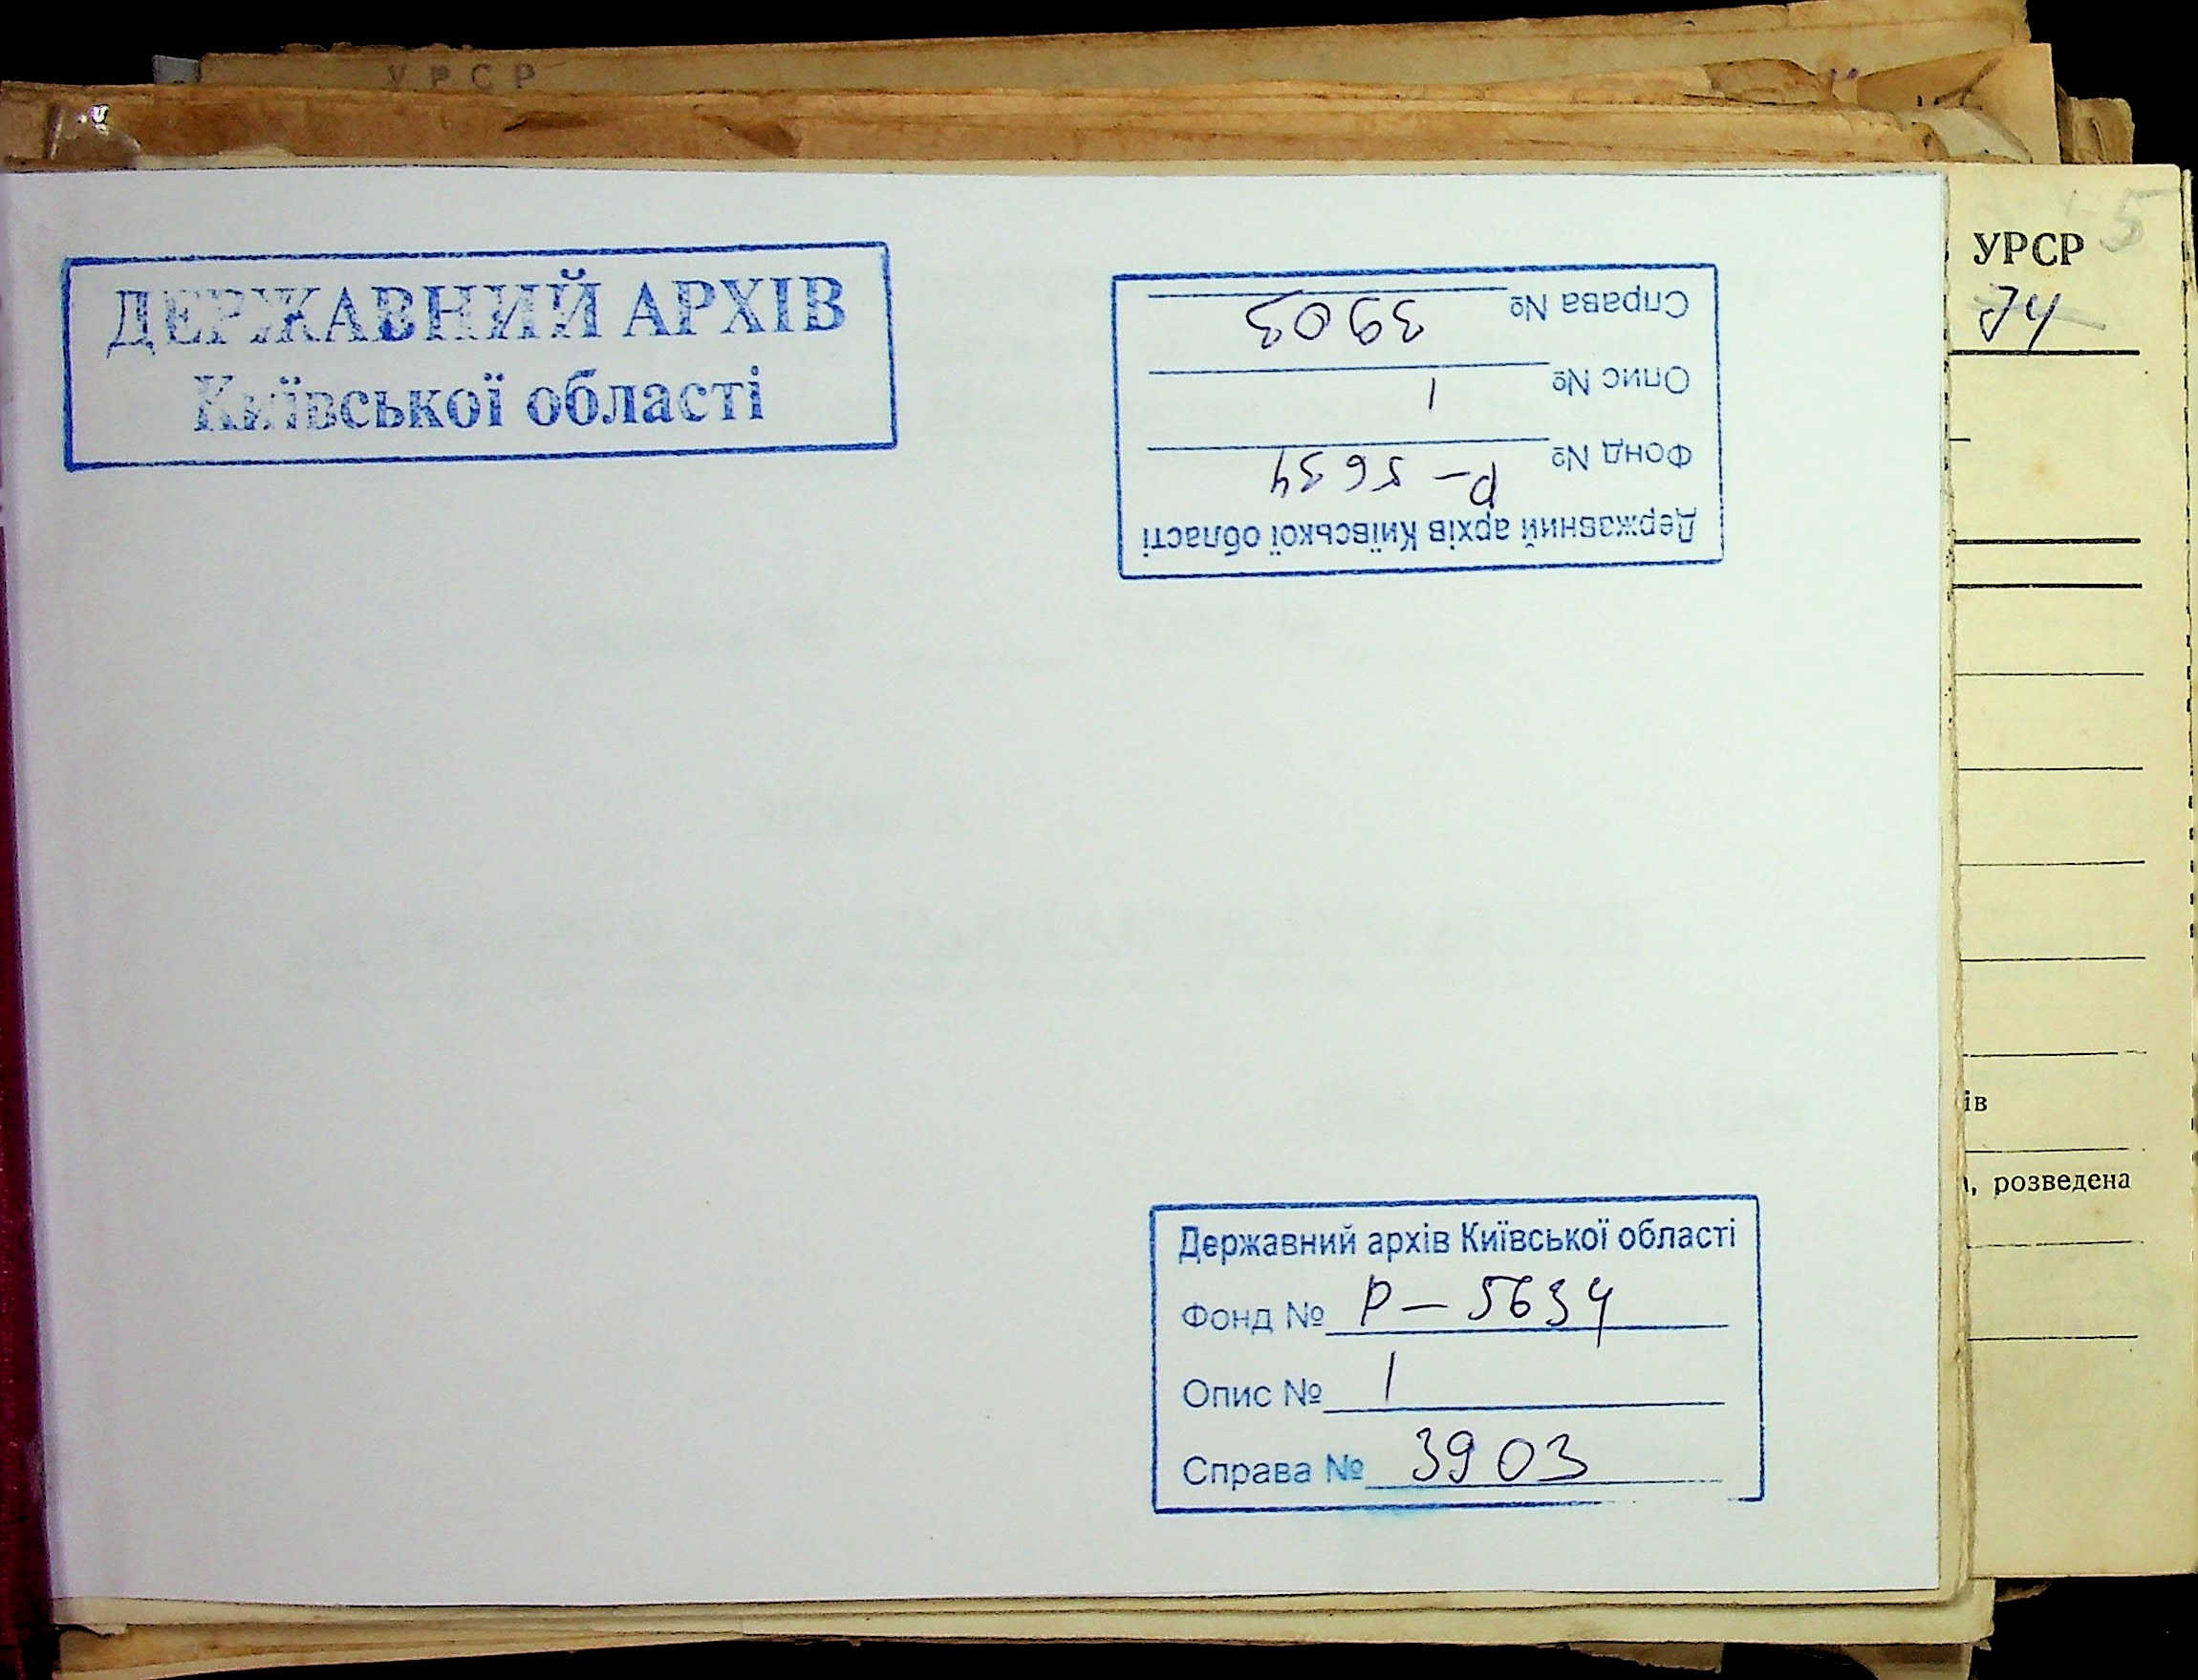 УРСР
ДЕРЖАВНИЙ АРХІВ
Київської області
Державний архів Київської області
Фонд № Р-5634
Опис № 1
Справа № 3903
5
УРСР
74
ів
, розведена
Державний архів Київської області
Фонд № Р-5634
Опис № 1
Справа № 3903